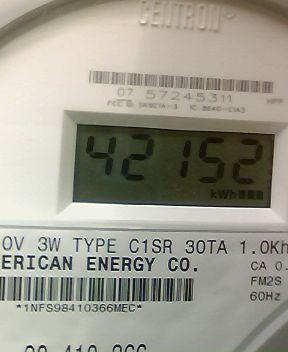 CENTRON
07 57245311
HPP
42152
kWh
0V 3W TYPE C1SR 30TA 1.0Kh
ERICAN ENERGY CO.
CA 0.
FM2S
60Hz
*1NFS98410366MEC*